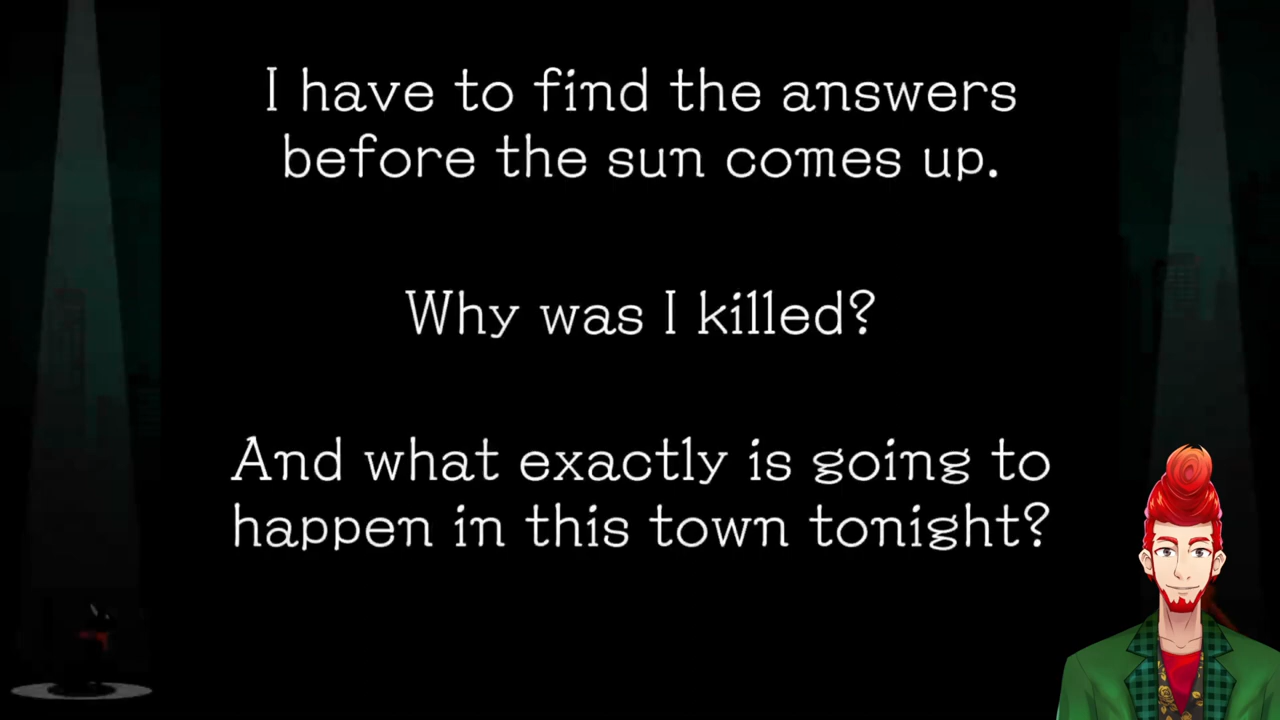 I have to find the answers
before the sun comes up.
Why was I killed?
And what exactly is going to
happen in this town tonight?